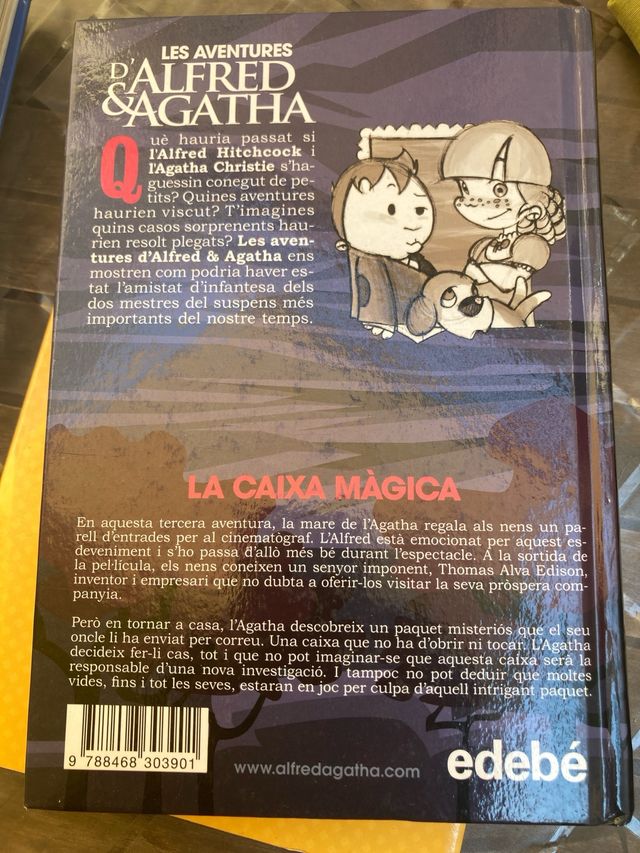 LES AVENTURES
D'ALFRED
&AGATHA
Què hauria passat si
l'Alfred Hitchcock i
l'Agatha Christie s'ha-
guessin conegut de pe-
tits? Quines aventures
haurien viscut? T'imagines
quins casos sorprenents hau-
rien resolt plegats? Les aven-
tures d'Alfred & Agatha ens
mostren com podria haver es-
tat l'amistat d'infantesa dels
dos mestres del suspens més
importants del nostre temps.
LA CAIXA MÀGICA
En aquesta tercera aventura, la mare de l'Agatha regala als nens un pa-
rell d'entrades per al cinematògraf. L'Alfred està emocionat per aquest es-
deveniment i s'ho passa d'allò més bé durant l'espectacle. A la sortida de
la pel·lícula, els nens coneixen un senyor imponent, Thomas Alva Edison,
inventor i empresari que no dubta a oferir-los visitar la seva pròspera com-
panyia.
Però en tornar a casa, l'Agatha descobreix un paquet misteriós que el seu
oncle li ha enviat per correu. Una caixa que no ha d'obrir ni tocar. L'Agatha
decideix fer-li cas, tot i que no pot imaginar-se que aquesta caixa serà la
responsable d'una nova investigació. I tampoc no pot deduir que moltes
vides, fins i tot les seves, estaran en joc per culpa d'aquell intrigant paquet.
9 788468 303901
www.alfredagatha.com
edebé